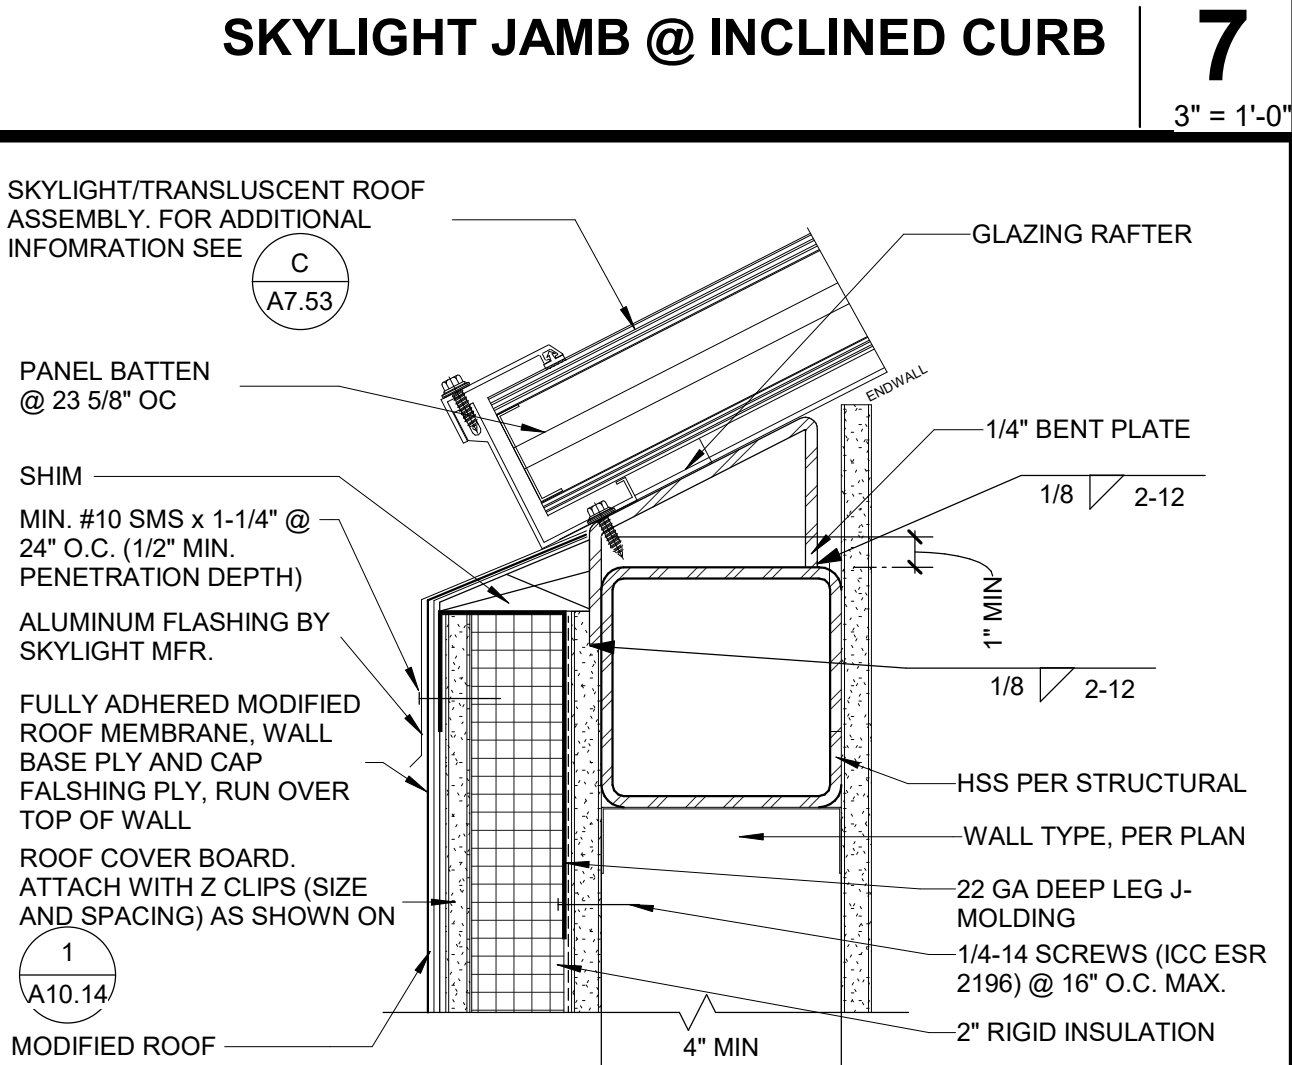 SKYLIGHT JAMB @ INCLINED CURB
7
3" = 1'-0"
SKYLIGHT/TRANSLUSCENT ROOF
ASSEMBLY. FOR ADDITIONAL
INFOMRATION SEE
C
A7.53
GLAZING RAFTER
PANEL BATTEN
@ 23 5/8" OC
ENDWALL
1/4" BENT PLATE
SHIM
1/8
2-12
MIN. #10 SMS x 1-1/4" @
24" O.C. (1/2" MIN.
PENETRATION DEPTH)
1" MIN
ALUMINUM FLASHING BY
SKYLIGHT MFR.
1/8
2-12
FULLY ADHERED MODIFIED
ROOF MEMBRANE, WALL
BASE PLY AND CAP
FALSHING PLY, RUN OVER
TOP OF WALL
HSS PER STRUCTURAL
WALL TYPE, PER PLAN
ROOF COVER BOARD.
ATTACH WITH Z CLIPS (SIZE
AND SPACING) AS SHOWN ON
1
A10.14
22 GA DEEP LEG J-
MOLDING
1/4-14 SCREWS (ICC ESR
2196) @ 16" O.C. MAX.
2" RIGID INSULATION
MODIFIED ROOF
4" MIN